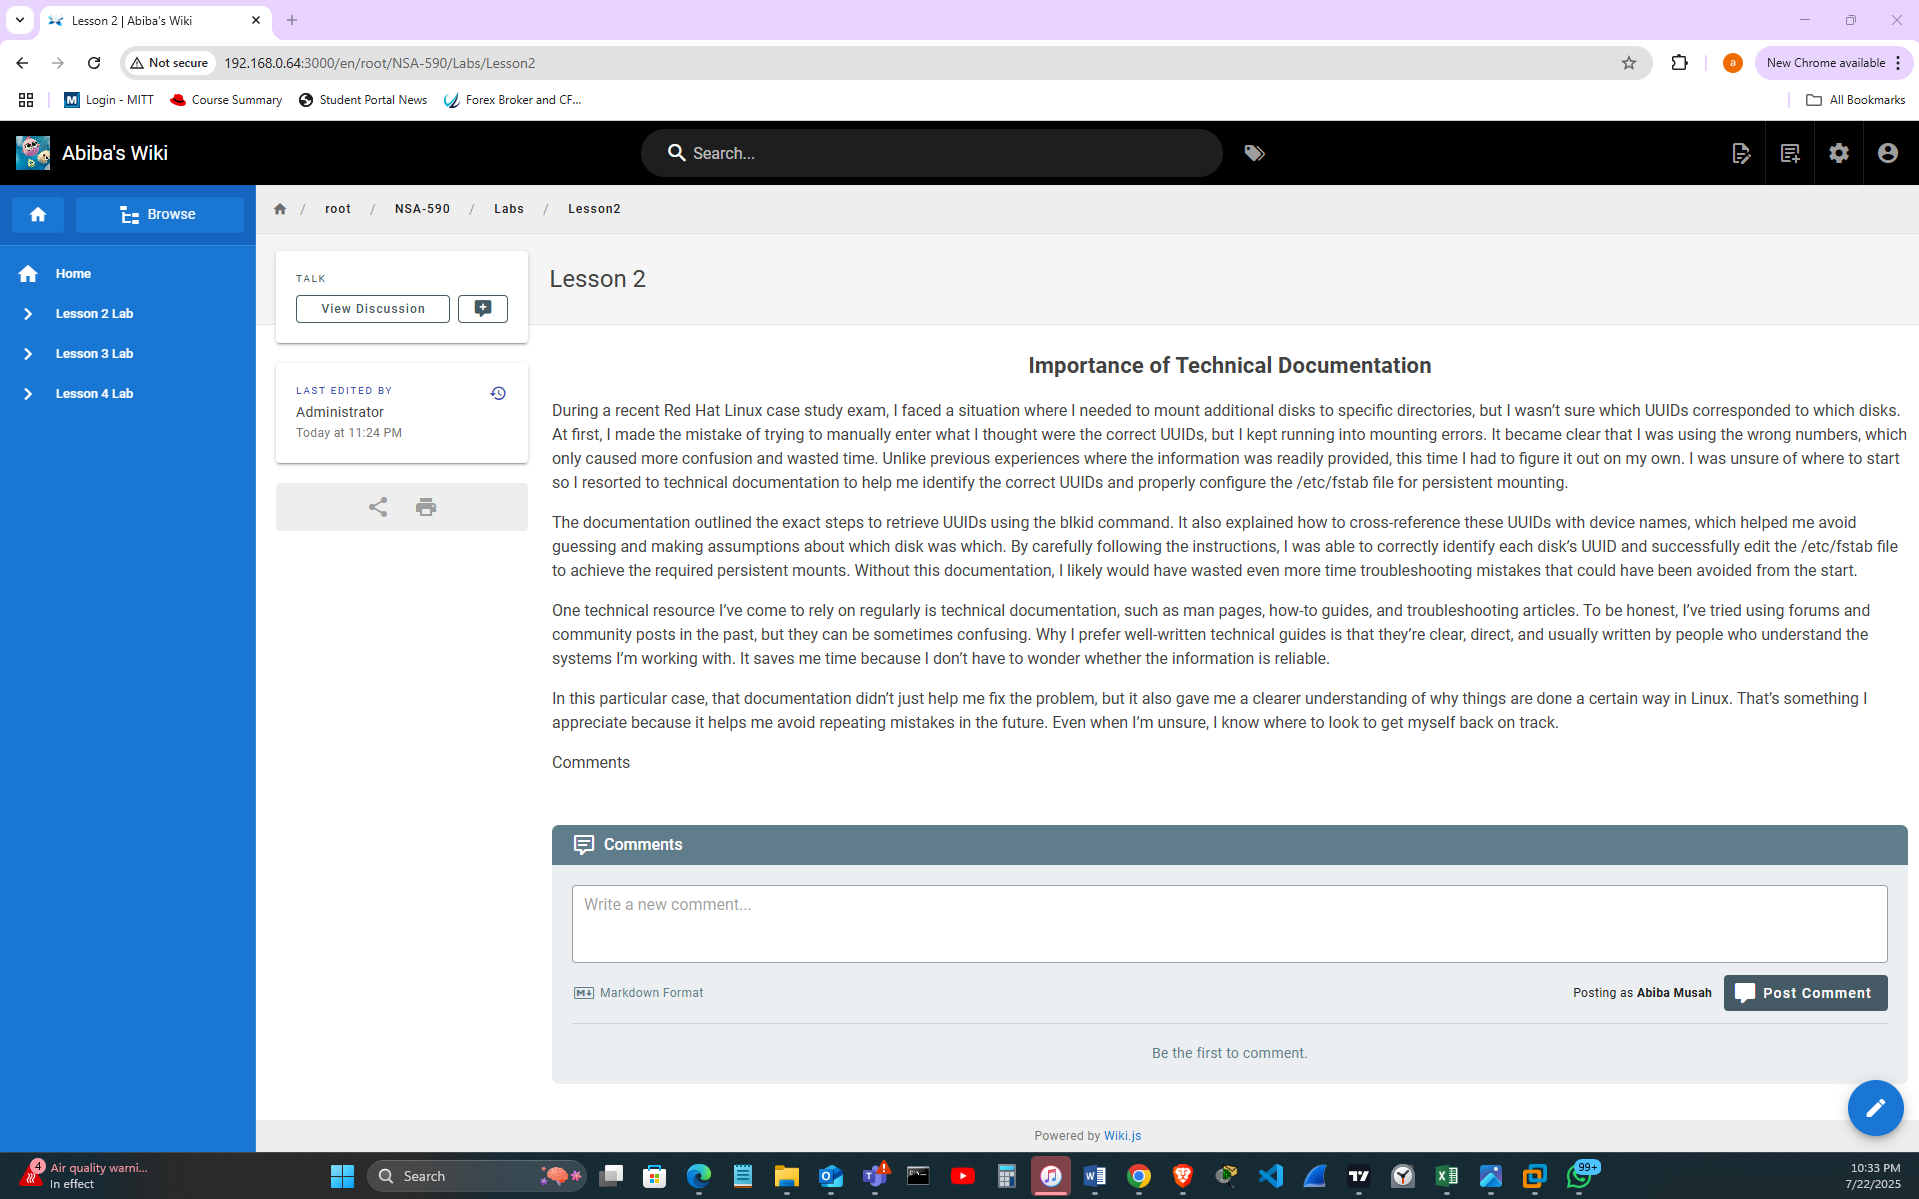 Lesson 2 | Abiba's Wiki
Not secure
192.168.0.64:3000/en/root/NSA-590/Labs/Lesson2
a
New Chrome available
Login - MITT
Course Summary
Student Portal News
Forex Broker and CF...
All Bookmarks
Abiba's Wiki
Search...
Browse
root / NSA-590 / Labs / Lesson2
Home
Lesson 2 Lab
Lesson 3 Lab
Lesson 4 Lab
TALK
View Discussion
LAST EDITED BY
Administrator
Today at 11:24 PM
Lesson 2
Importance of Technical Documentation
During a recent Red Hat Linux case study exam, I faced a situation where I needed to mount additional disks to specific directories, but I wasn’t sure which UUIDs corresponded to which disks.
At first, I made the mistake of trying to manually enter what I thought were the correct UUIDs, but I kept running into mounting errors. It became clear that I was using the wrong numbers, which
only caused more confusion and wasted time. Unlike previous experiences where the information was readily provided, this time I had to figure it out on my own. I was unsure of where to start
so I resorted to technical documentation to help me identify the correct UUIDs and properly configure the /etc/fstab file for persistent mounting.
The documentation outlined the exact steps to retrieve UUIDs using the blkid command. It also explained how to cross-reference these UUIDs with device names, which helped me avoid
guessing and making assumptions about which disk was which. By carefully following the instructions, I was able to correctly identify each disk’s UUID and successfully edit the /etc/fstab file
to achieve the required persistent mounts. Without this documentation, I likely would have wasted even more time troubleshooting mistakes that could have been avoided from the start.
One technical resource I’ve come to rely on regularly is technical documentation, such as man pages, how-to guides, and troubleshooting articles. To be honest, I’ve tried using forums and
community posts in the past, but they can be sometimes confusing. Why I prefer well-written technical guides is that they’re clear, direct, and usually written by people who understand the
systems I’m working with. It saves me time because I don’t have to wonder whether the information is reliable.
In this particular case, that documentation didn’t just help me fix the problem, but it also gave me a clearer understanding of why things are done a certain way in Linux. That’s something I
appreciate because it helps me avoid repeating mistakes in the future. Even when I’m unsure, I know where to look to get myself back on track.
Comments
Comments
Write a new comment...
Markdown Format
Posting as Abiba Musah
Post Comment
Be the first to comment.
Powered by Wiki.js
4
Air quality warni...
In effect
Search
99+
10:33 PM
7/22/2025